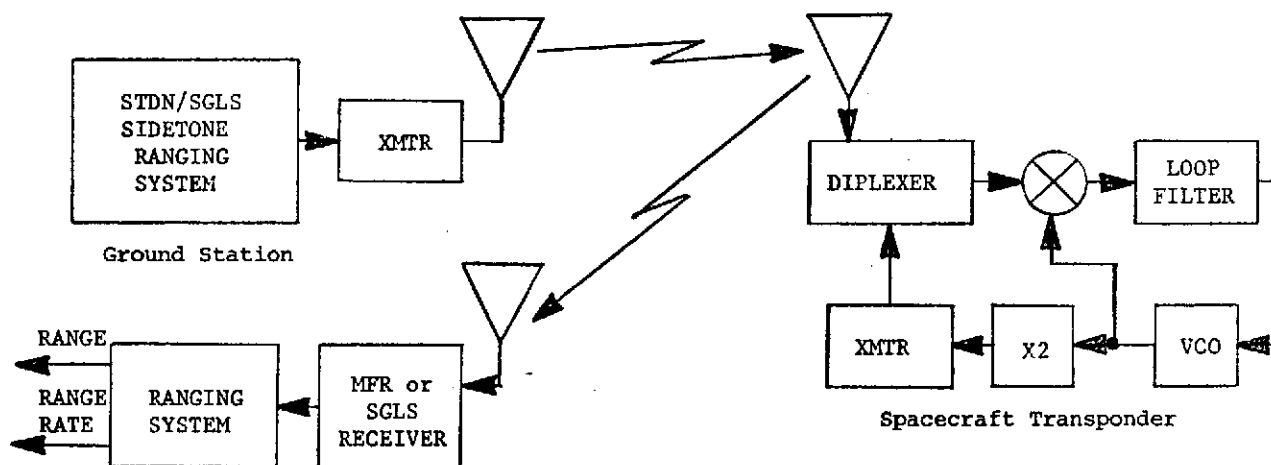 STDN/SGLS
SIDETONE
RANGING
SYSTEM
XMTR
Ground Station
DIPLEXER
LOOP
FILTER
XMTR
X2
VCO
Spacecraft Transponder
RANGE
RANGE
RATE
RANGING
SYSTEM
MFR or
SGLS
RECEIVER